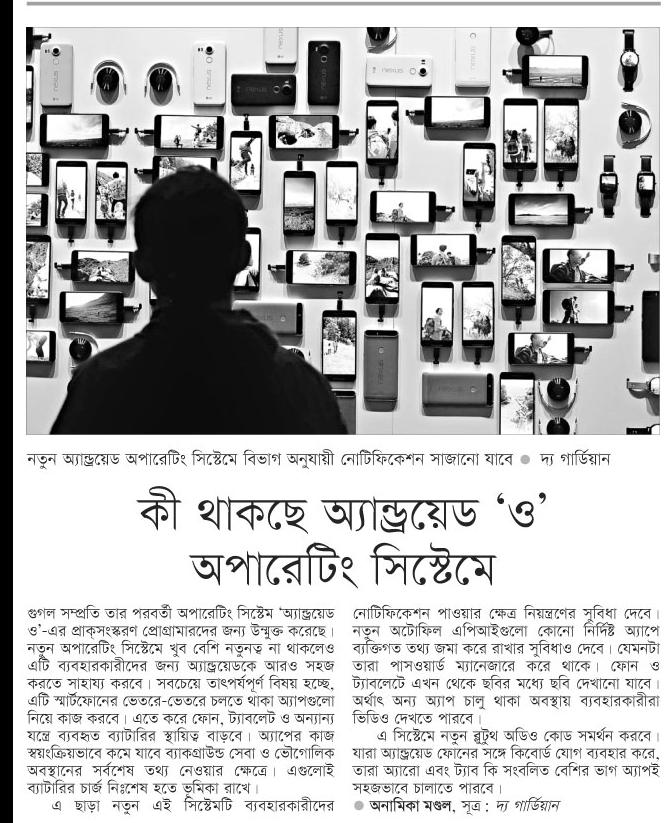 নতুন অ্যান্ড্রয়েড অপারেটিং সিস্টেমে বিভাগ অনুযায়ী নোটিফিকেশন সাজানো যাবে ● দ্য গার্ডিয়ান
কী থাকছে অ্যান্ড্রয়েড ‘ও’
অপারেটিং সিস্টেমে
গুগল সম্প্রতি তার পরবর্তী অপারেটিং সিস্টেম ‘অ্যান্ড্রয়েড
ও’-এর প্রাক্‌সংস্করণ প্রোগ্রামারদের জন্য উন্মুক্ত করেছে।
নতুন অপারেটিং সিস্টেমে খুব বেশি নতুনত্ব না থাকলেও
এটি ব্যবহারকারীদের জন্য অ্যান্ড্রয়েডকে আরও সহজ
করতে সাহায্য করবে। সবচেয়ে তাৎপর্যপূর্ণ বিষয় হচ্ছে,
এটি স্মার্টফোনের ভেতরে-ভেতরে চলতে থাকা অ্যাপগুলো
নিয়ে কাজ করবে। এতে করে ফোন, ট্যাবলেট ও অন্যান্য
যন্ত্রে ব্যবহৃত ব্যাটারির স্থায়িত্ব বাড়বে। অ্যাপের কাজ
স্বয়ংক্রিয়ভাবে কমে যাবে ব্যাকগ্রাউন্ড সেবা ও ভৌগোলিক
অবস্থানের সর্বশেষ তথ্য নেওয়ার ক্ষেত্রে। এগুলোই
ব্যাটারির চার্জ নিঃশেষ হতে ভূমিকা রাখে।
এ ছাড়া নতুন এই সিস্টেমটি ব্যবহারকারীদের
নোটিফিকেশন পাওয়ার ক্ষেত্র নিয়ন্ত্রণের সুবিধা দেবে।
নতুন অটোফিল এপিআইগুলো কোনো নির্দিষ্ট অ্যাপে
ব্যক্তিগত তথ্য জমা করে রাখার সুবিধাও দেবে। যেমনটা
তারা পাসওয়ার্ড ম্যানেজারে করে থাকে। ফোন ও
ট্যাবলেটে এখন থেকে ছবির মধ্যে ছবি দেখানো যাবে।
অর্থাৎ অন্য অ্যাপ চালু থাকা অবস্থায় ব্যবহারকারীরা
ভিডিও দেখতে পারবে।
এ সিস্টেমে নতুন ব্লুটুথ অডিও কোড সমর্থন করবে।
যারা অ্যান্ড্রয়েড ফোনের সঙ্গে কিবোর্ড যোগ ব্যবহার করে,
তারা অ্যারো এবং ট্যাব কি সংবলিত বেশির ভাগ অ্যাপই
সহজভাবে চালাতে পারবে।
● অনামিকা মণ্ডল, সূত্র : দ্য গার্ডিয়ান